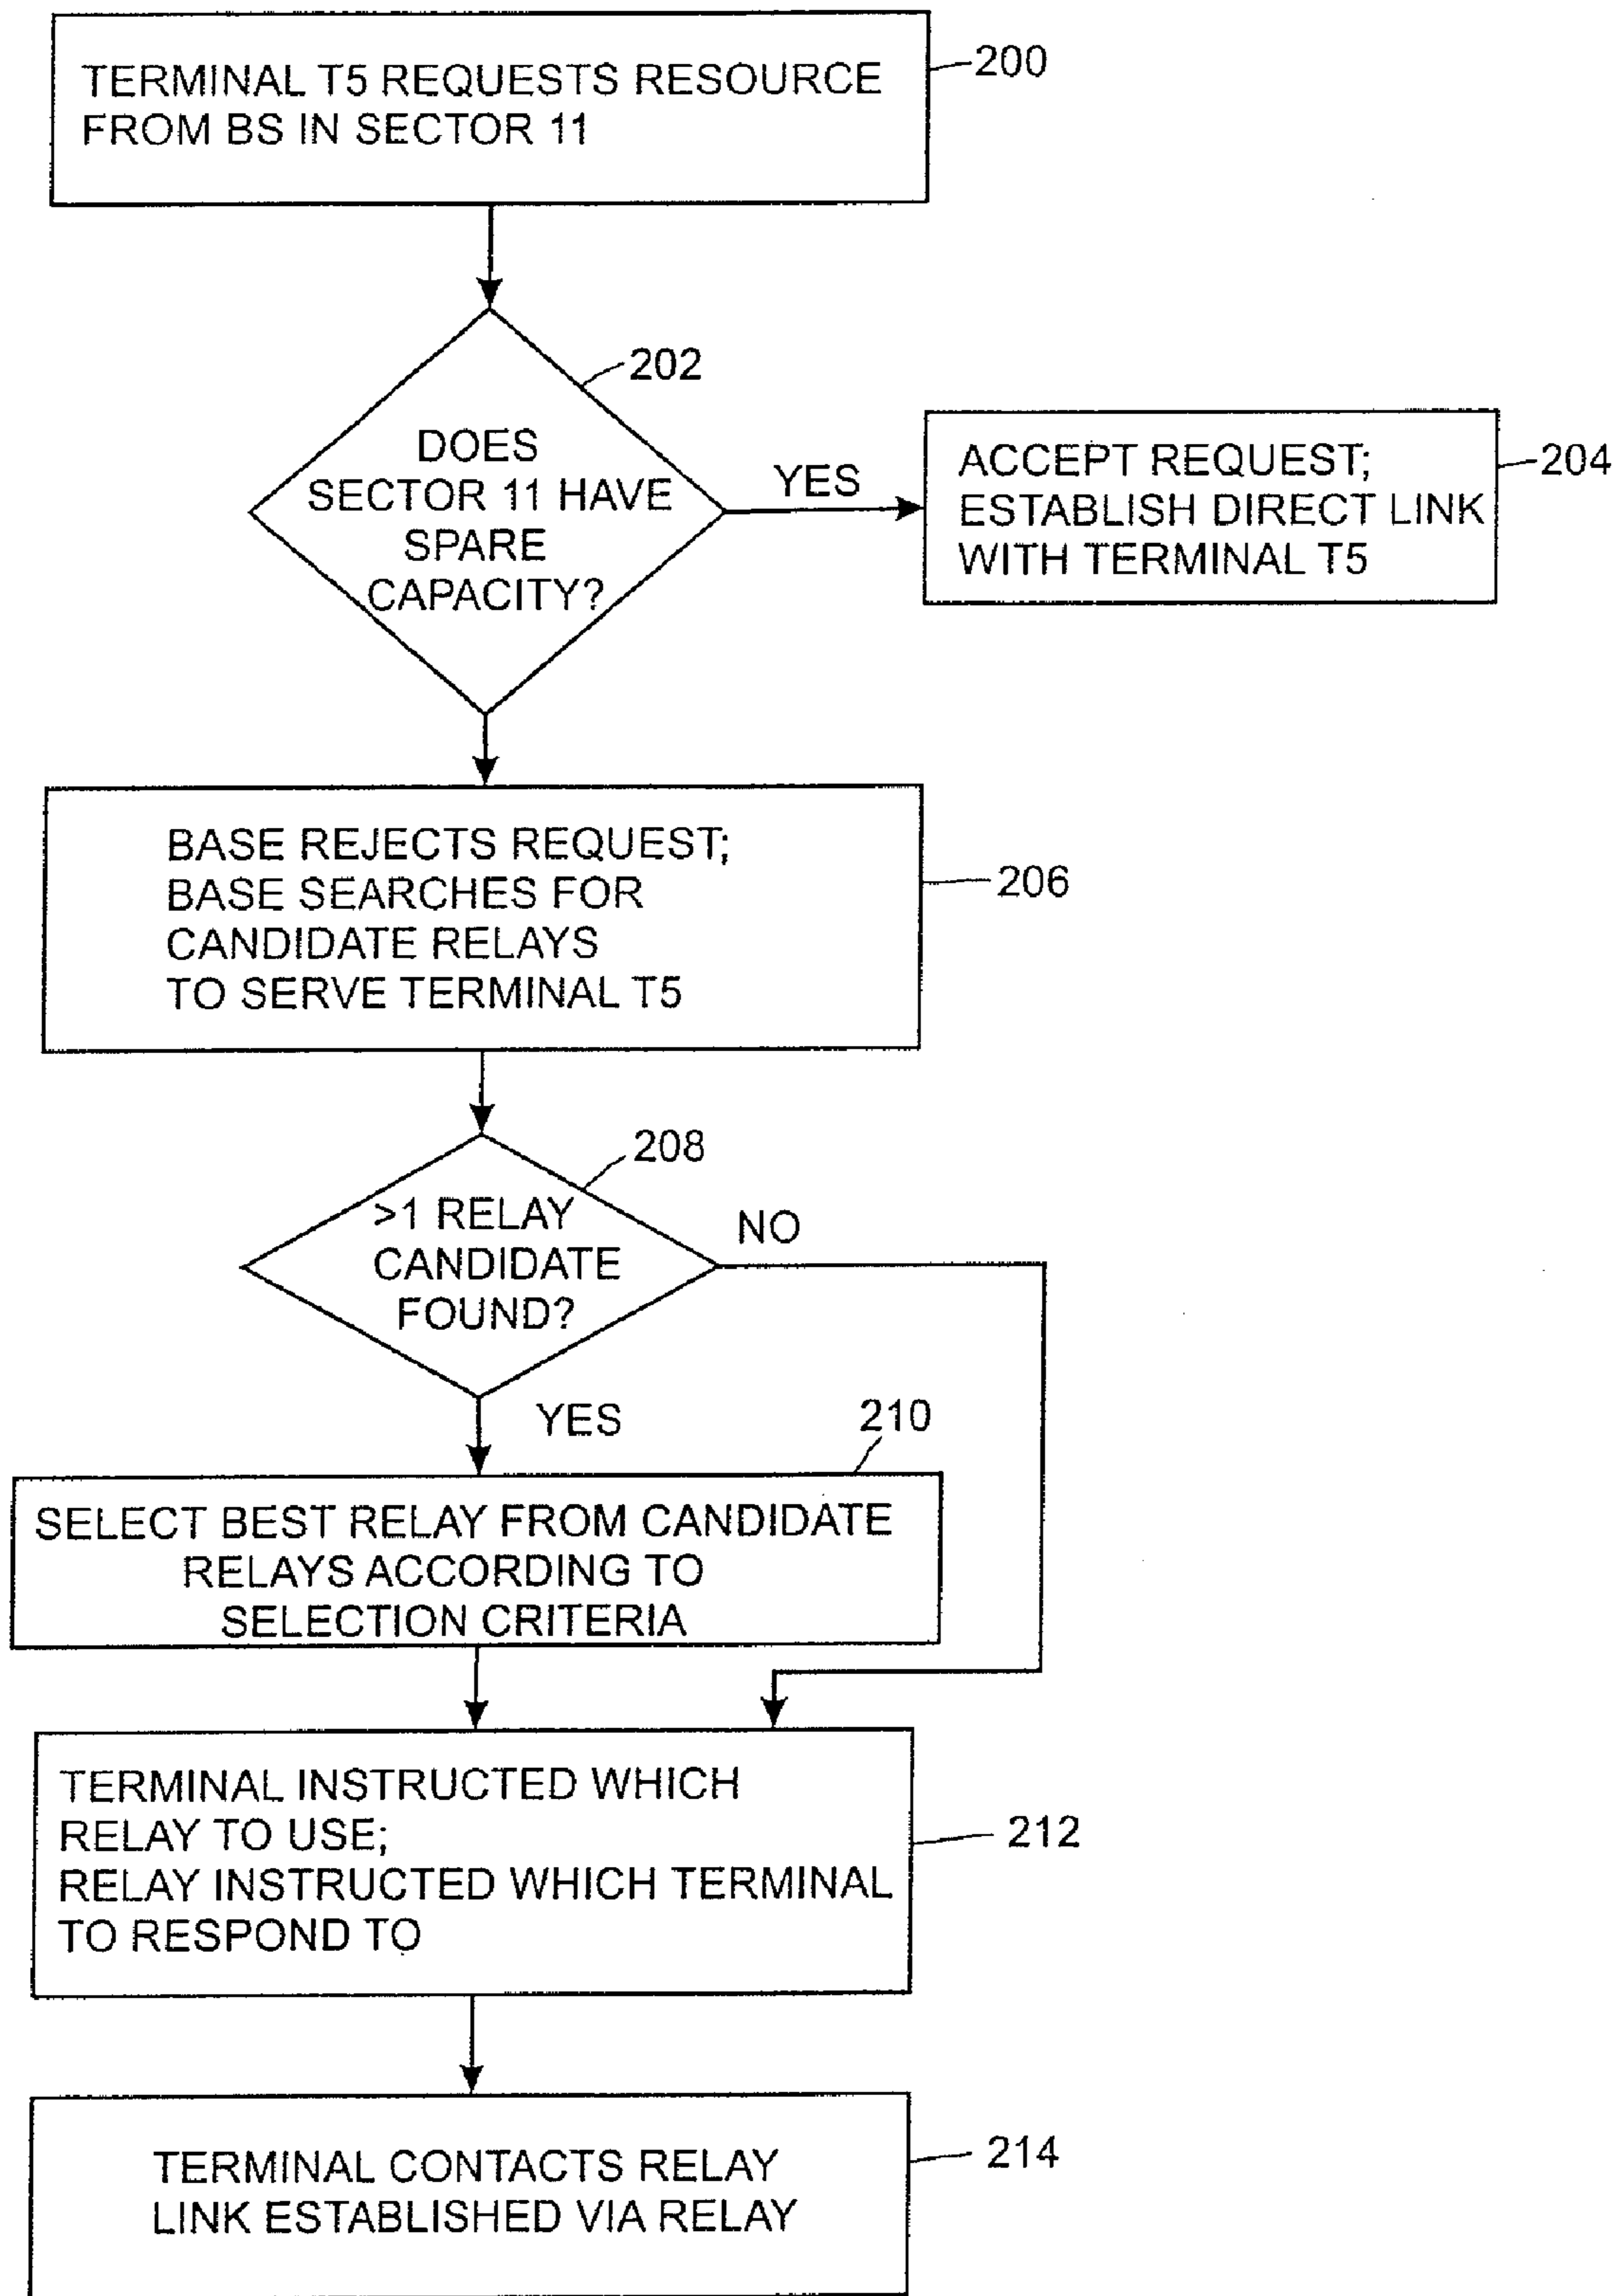 TERMINAL T5 REQUESTS RESOURCE
FROM BS IN SECTOR 11
200
202
DOES
SECTOR 11 HAVE
SPARE
CAPACITY?
YES
ACCEPT REQUEST;
ESTABLISH DIRECT LINK
WITH TERMINAL T5
204
BASE REJECTS REQUEST;
BASE SEARCHES FOR
CANDIDATE RELAYS
TO SERVE TERMINAL T5
206
208
>1 RELAY
CANDIDATE
FOUND?
NO
YES
210
SELECT BEST RELAY FROM CANDIDATE
RELAYS ACCORDING TO
SELECTION CRITERIA
TERMINAL INSTRUCTED WHICH
RELAY TO USE;
RELAY INSTRUCTED WHICH TERMINAL
TO RESPOND TO
212
TERMINAL CONTACTS RELAY
LINK ESTABLISHED VIA RELAY
214